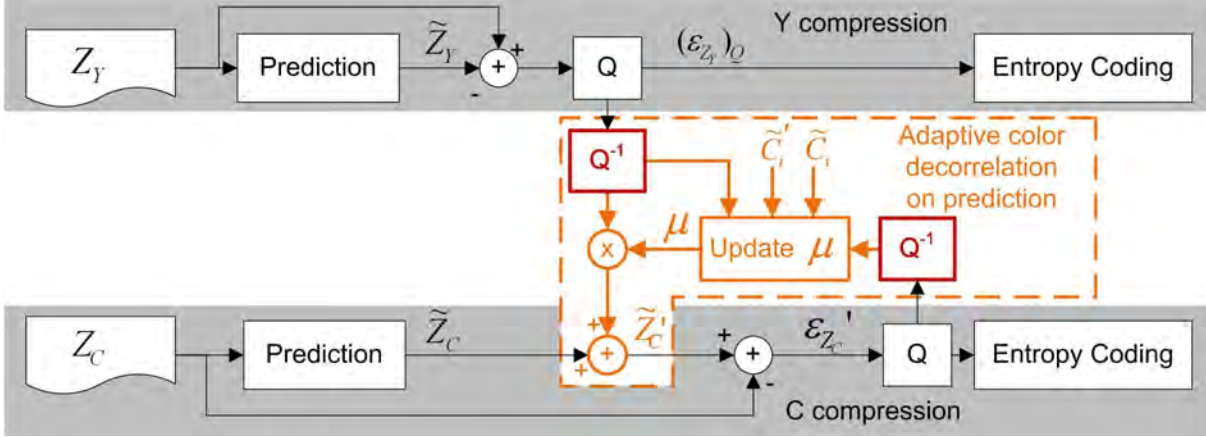 Z_Y
Prediction
Z̃_Y
+
-
+
Q
(ε_{Z_Y})_Q
Y compression
Entropy Coding
Q⁻¹
C̃_i'
C̃_i
Adaptive color
decorrelation
on prediction
x
μ
Update μ
Q⁻¹
Z_C
Prediction
Z̃_C
+
+
+
Z̃_C'
+
+
-
ε_{Z_C}'
Q
Entropy Coding
C compression